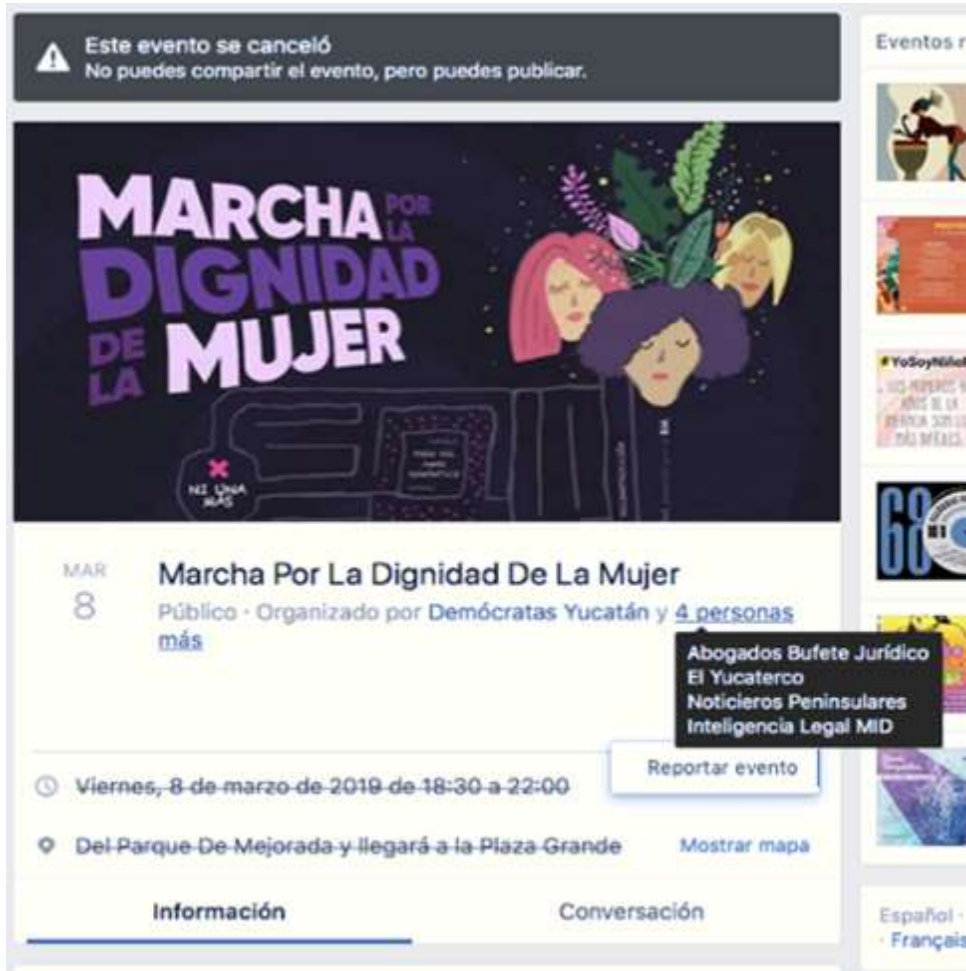 Este evento se canceló
No puedes compartir el evento, pero puedes publicar.
MARCHA POR
LA
DIGNIDAD
DE
LA MUJER
NI UNA
MÁS
MAR
8
Marcha Por La Dignidad De La Mujer
Público · Organizado por Demócratas Yucatán y 4 personas
más
Abogados Bufete Jurídico
El Yucaterco
Noticieros Peninsulares
Inteligencia Legal MID
Reportar evento
Viernes, 8 de marzo de 2019 de 18:30 a 22:00
Del Parque De Mejorada y llegará a la Plaza Grande
Mostrar mapa
Información
Conversación
Eventos r
68
Español ·
· Français